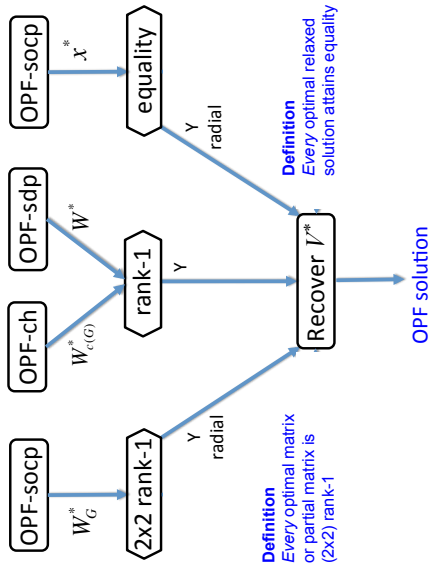 OPF-socp
OPF-ch
OPF-sdp
OPF-socp
W*_G
W*_{c(G)}
W*
x*
2x2 rank-1
rank-1
equality
Y
radial
Y
Y
radial
Definition
Every optimal matrix
or partial matrix is
(2x2) rank-1
Recover V*
Definition
Every optimal relaxed
solution attains equality
OPF solution